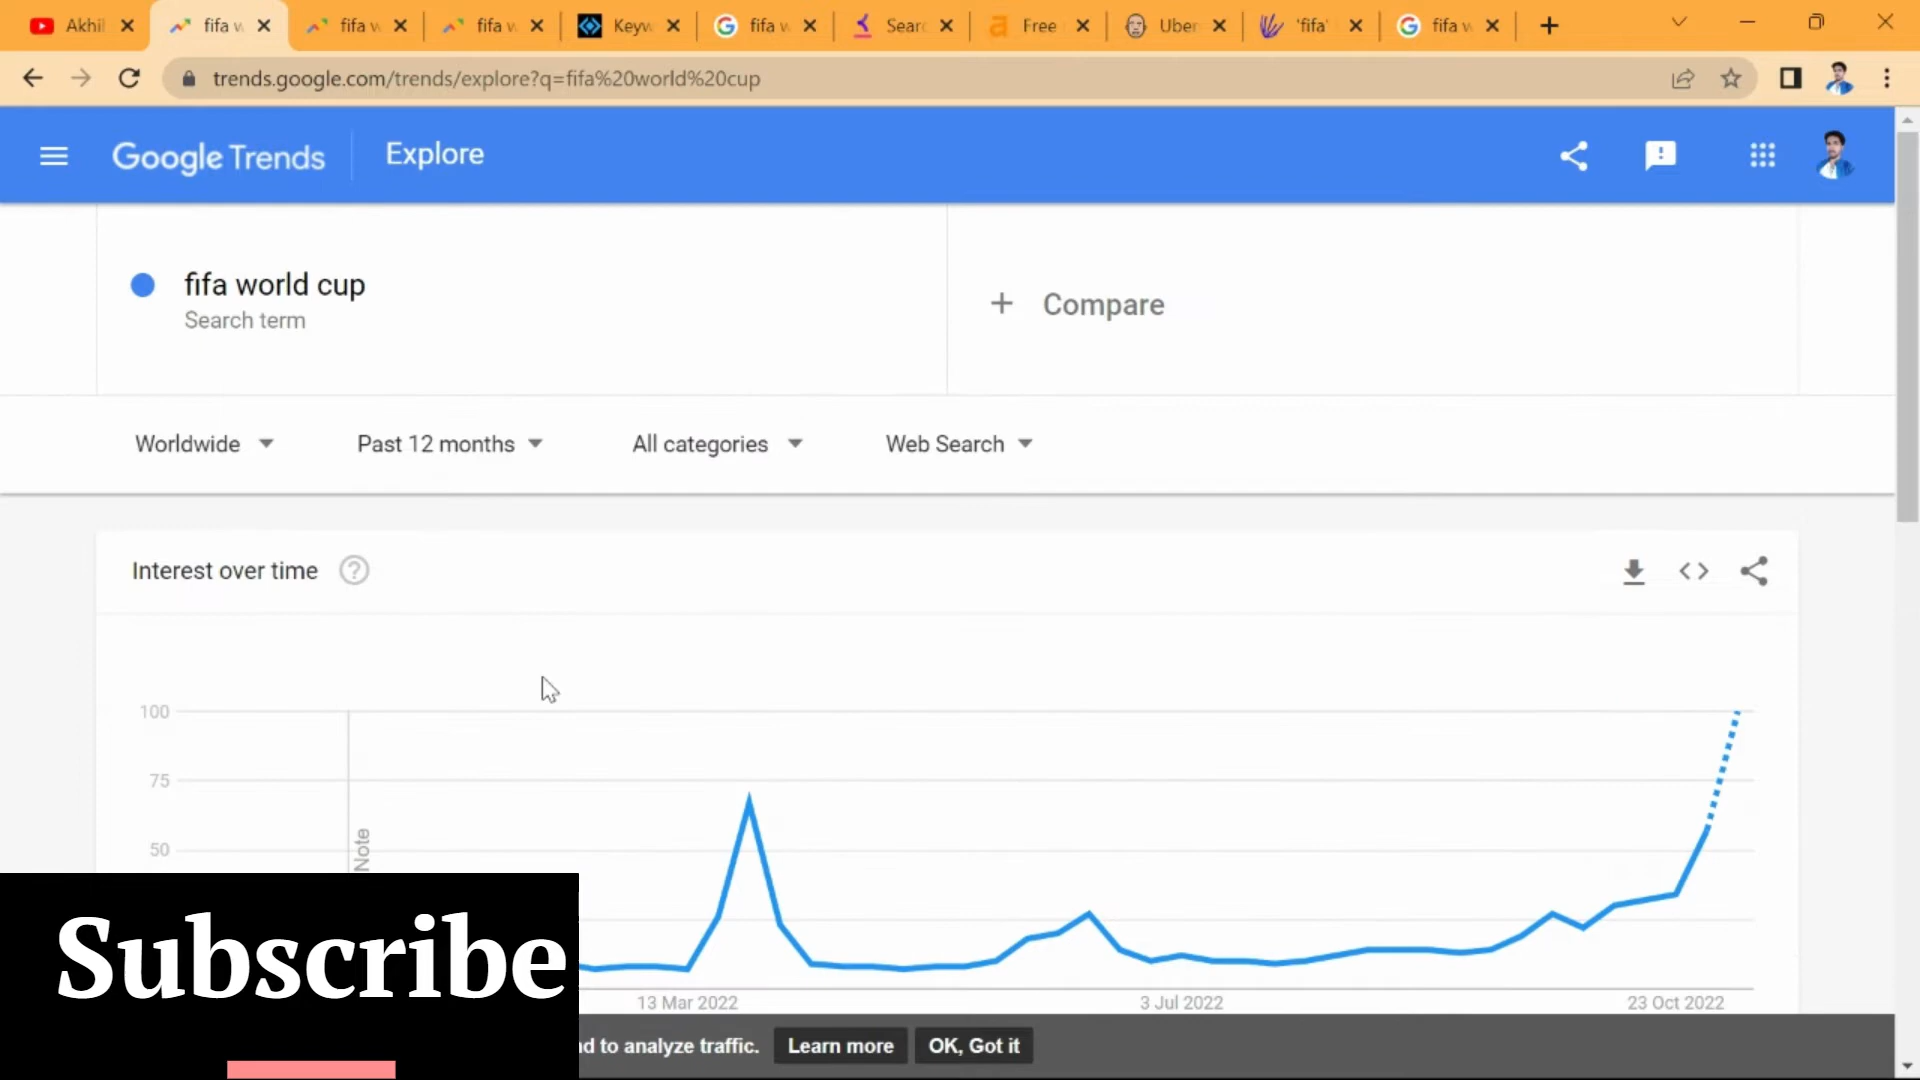 Akhil
fifa w
fifa w
fifa w
Keyw
fifa w
Sear
Free
Uber
'fifa'
fifa w
trends.google.com/trends/explore?q=fifa%20world%20cup
Google Trends
Explore
fifa world cup
Search term
+ Compare
Worldwide
Past 12 months
All categories
Web Search
Interest over time
100
75
50
Note
13 Mar 2022
3 Jul 2022
23 Oct 2022
Subscribe
nd to analyze traffic.
Learn more
OK, Got it